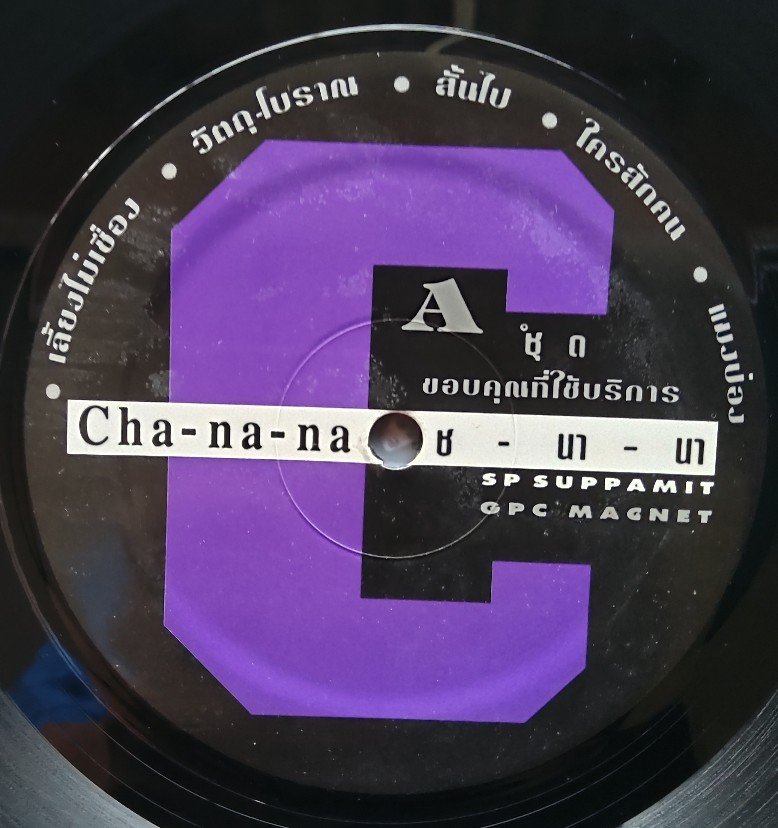 • เลี้ยงไม่เชื่อง • วัตถุโบราณ • สั้นไป • ใครสักคน • แมงป่อง
A
ชุด
ขอบคุณที่ใช้บริการ
Cha-na-na ช - นา - นา
SP SUPPAMIT
GPC MAGNET